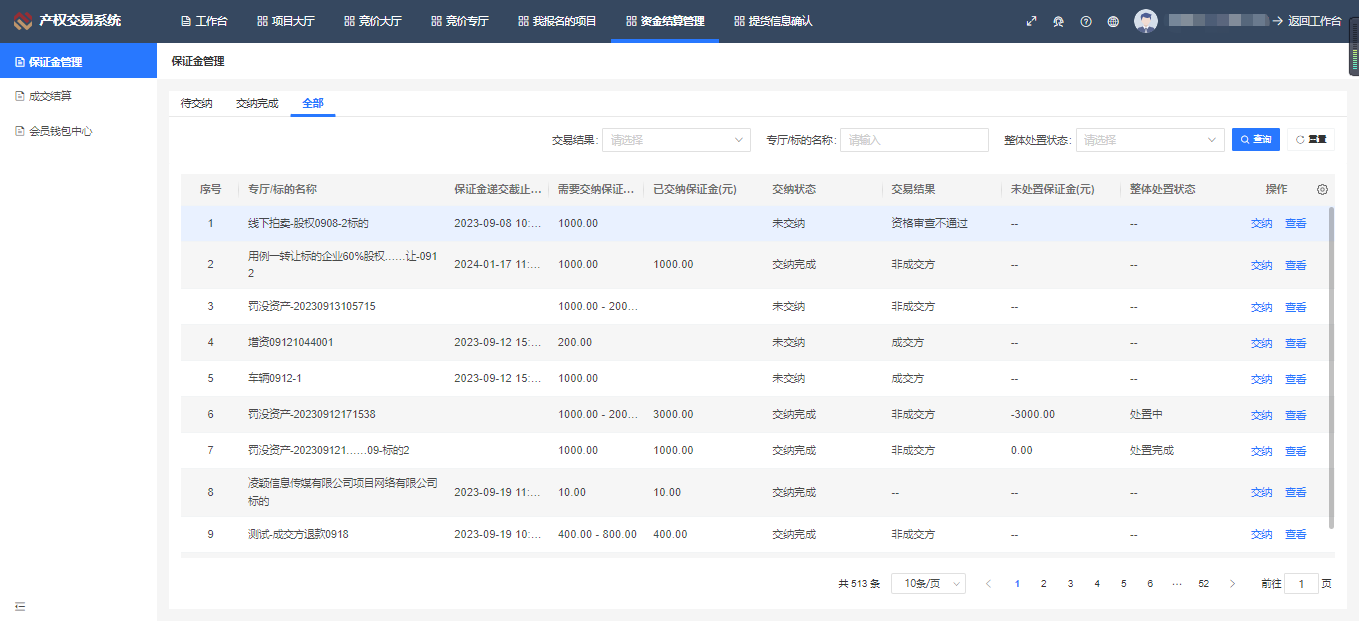 产权交易系统 工作台 项目大厅 竞价大厅 竞价专厅 我报名的项目 资金结算管理 提货信息确认 返回工作台
保证金管理
成交结算
会员钱包中心
保证金管理
待交纳 交纳完成 全部
交易结果: 请选择 专厅/标的名称: 请输入 整体处置状态: 请选择 查询 重置
序号 专厅/标的名称 保证金递交截止... 需要交纳保证... 已交纳保证金(元) 交纳状态 交易结果 未处置保证金(元) 整体处置状态 操作
1 线下拍卖-股权0908-2标的 2023-09-08 10:... 1000.00 未交纳 资格审查不通过 -- -- 交纳 查看
2 用例一转让标的企业60%股权……让-091
2 2024-01-17 11:... 1000.00 1000.00 交纳完成 非成交方 -- -- 交纳 查看
3 罚没资产-20230913105715 1000.00 - 200... 未交纳 非成交方 -- -- 交纳 查看
4 增资09121044001 2023-09-12 15:... 200.00 未交纳 成交方 -- -- 交纳 查看
5 车辆0912-1 2023-09-12 15:... 1000.00 未交纳 成交方 -- -- 交纳 查看
6 罚没资产-20230912171538 1000.00 - 200... 3000.00 交纳完成 非成交方 -3000.00 处置中 交纳 查看
7 罚没资产-202309121……09-标的2 1000.00 1000.00 交纳完成 非成交方 0.00 处置完成 交纳 查看
8 凌颖信息传媒有限公司项目网络有限公司
标的 2023-09-19 11:... 10.00 10.00 交纳完成 -- -- -- 交纳 查看
9 测试-成交方退款0918 2023-09-19 10:... 400.00 - 800.00 400.00 交纳完成 非成交方 -- -- 交纳 查看
共 513 条 10条/页 1 2 3 4 5 6 ... 52 前往 1 页